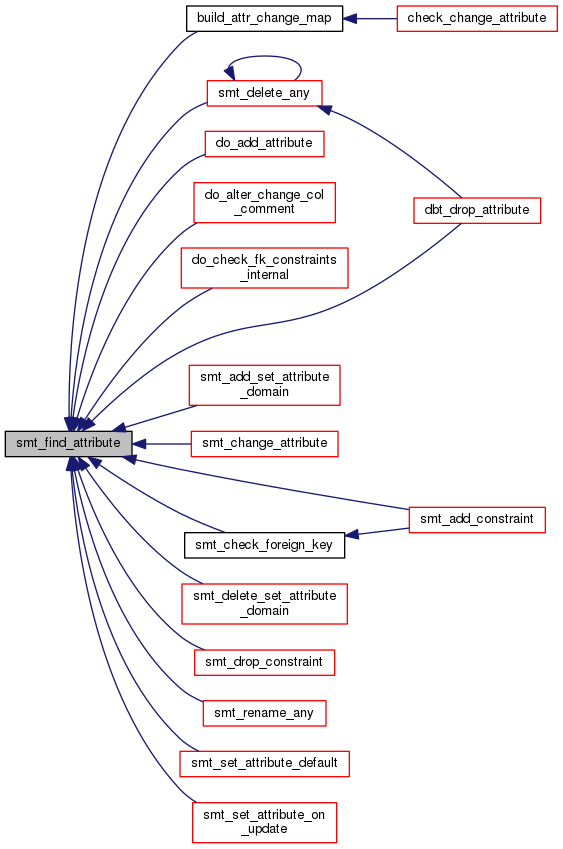 build_attr_change_map
check_change_attribute
smt_delete_any
do_add_attribute
do_alter_change_col
_comment
dbt_drop_attribute
do_check_fk_constraints
_internal
smt_add_set_attribute
_domain
smt_find_attribute
smt_change_attribute
smt_add_constraint
smt_check_foreign_key
smt_delete_set_attribute
_domain
smt_drop_constraint
smt_rename_any
smt_set_attribute_default
smt_set_attribute_on
_update